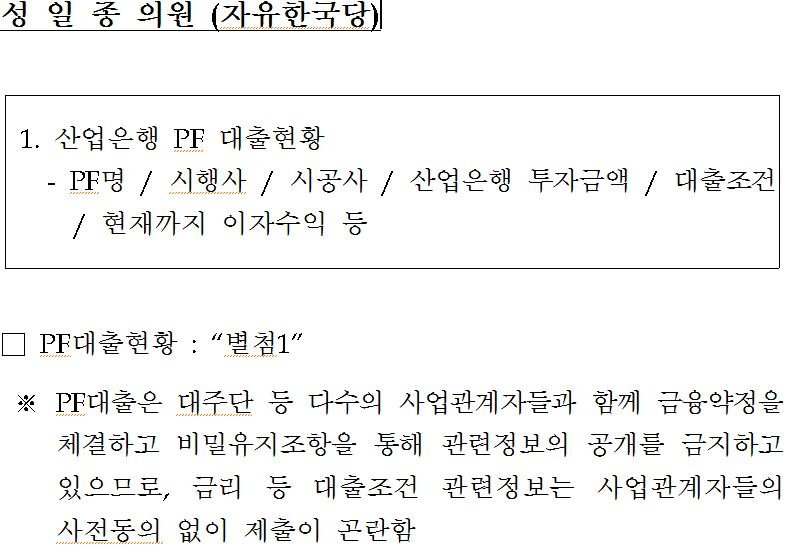 성 일 종 의원 (자유한국당)
1. 산업은행 PF 대출현황
- PF명 / 시행사 / 시공사 / 산업은행 투자금액 / 대출조건
/ 현재까지 이자수익 등
□ PF대출현황 : “별첨1”
※ PF대출은 대주단 등 다수의 사업관계자들과 함께 금융약정을
체결하고 비밀유지조항을 통해 관련정보의 공개를 금지하고
있으므로, 금리 등 대출조건 관련정보는 사업관계자들의
사전동의 없이 제출이 곤란함